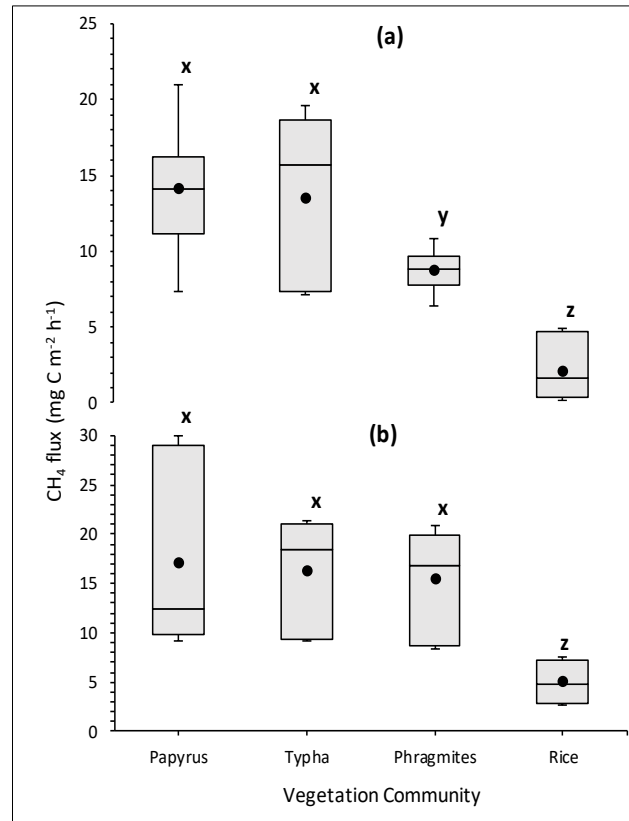 (a)
25
20
15
10
5
0
x
x
y
z
CH₄ flux (mg C m⁻² h⁻¹)
(b)
30
25
20
15
10
5
0
x
x
x
z
Papyrus Typha Phragmites Rice
Vegetation Community